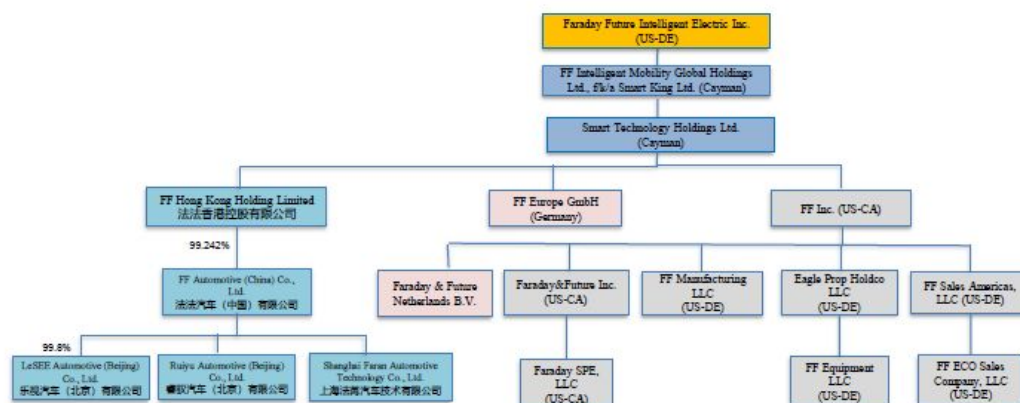 Faraday Future Intelligent Electric Inc.
(US-DE)
FF Intelligent Mobility Global Holdings
Ltd., f/k/a Smart King Ltd. (Cayman)
Smart Technology Holdings Ltd.
(Cayman)
FF Hong Kong Holding Limited
法法香港控股有限公司
FF Europe GmbH
(Germany)
FF Inc. (US-CA)
99.242%
FF Automotive (China) Co.,
Ltd.
法法汽车（中国）有限公司
Faraday & Future
Netherlands B.V.
Faraday&Future Inc.
(US-CA)
FF Manufacturing
LLC
(US-DE)
Eagle Prop Holdco
LLC
(US-DE)
FF Sales Americas,
LLC (US-DE)
99.8%
LeSEE Automotive (Beijing)
Co., Ltd.
乐视汽车（北京）有限公司
Ruiyu Automotive (Beijing)
Co., Ltd.
睿驭汽车（北京）有限公司
Shanghai Faran Automotive
Technology Co., Ltd.
上海法苒汽车技术有限公司
Faraday SPE,
LLC
(US-CA)
FF Equipment
LLC
(US-DE)
FF ECO Sales
Company, LLC
(US-DE)